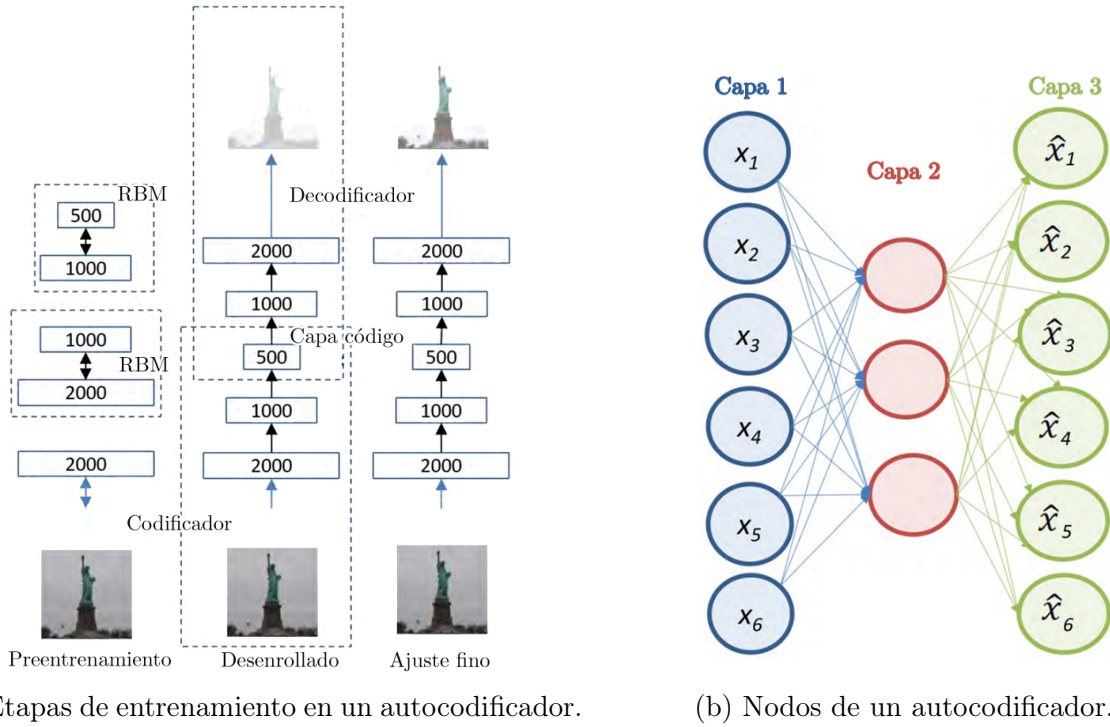 RBM
500
1000
1000
RBM
2000
2000
Codificador
Preentrenamiento
Decodificador
2000
1000
Capa código
500
1000
2000
Desenrollado
2000
1000
500
1000
2000
Ajuste fino
Etapas de entrenamiento en un autocodificador.
Capa 1
x1
x2
x3
x4
x5
x6
Capa 2
Capa 3
x̂1
x̂2
x̂3
x̂4
x̂5
x̂6
(b) Nodos de un autocodificador.